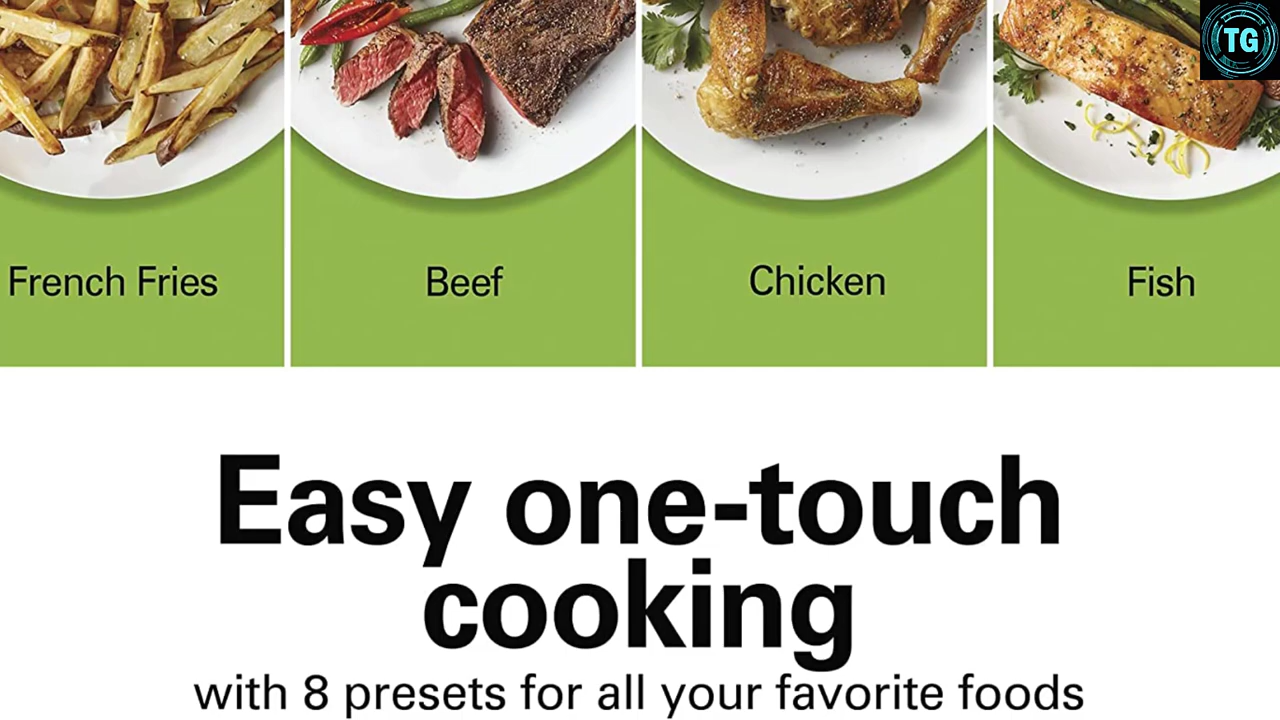 TG
French Fries
Beef
Chicken
Fish
Easy one-touch
cooking
with 8 presets for all your favorite foods